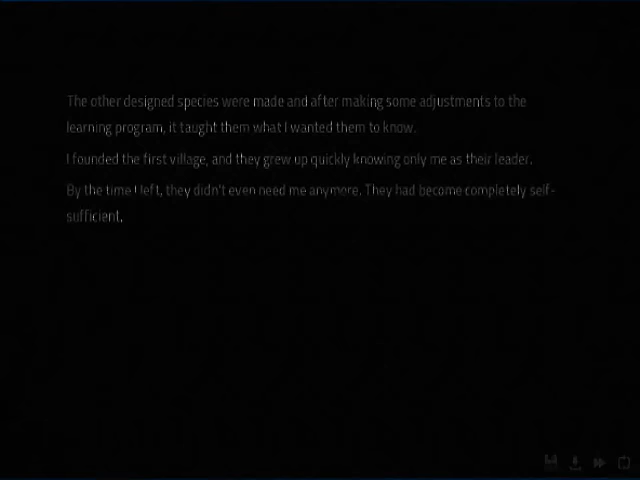 The other designed species were made and after making some adjustments to the
learning program, it taught them what I wanted them to know.
I founded the first village, and they grew up quickly knowing only me as their leader.
By the time I left, they didn't even need me anymore. They had become completely self-
sufficient.